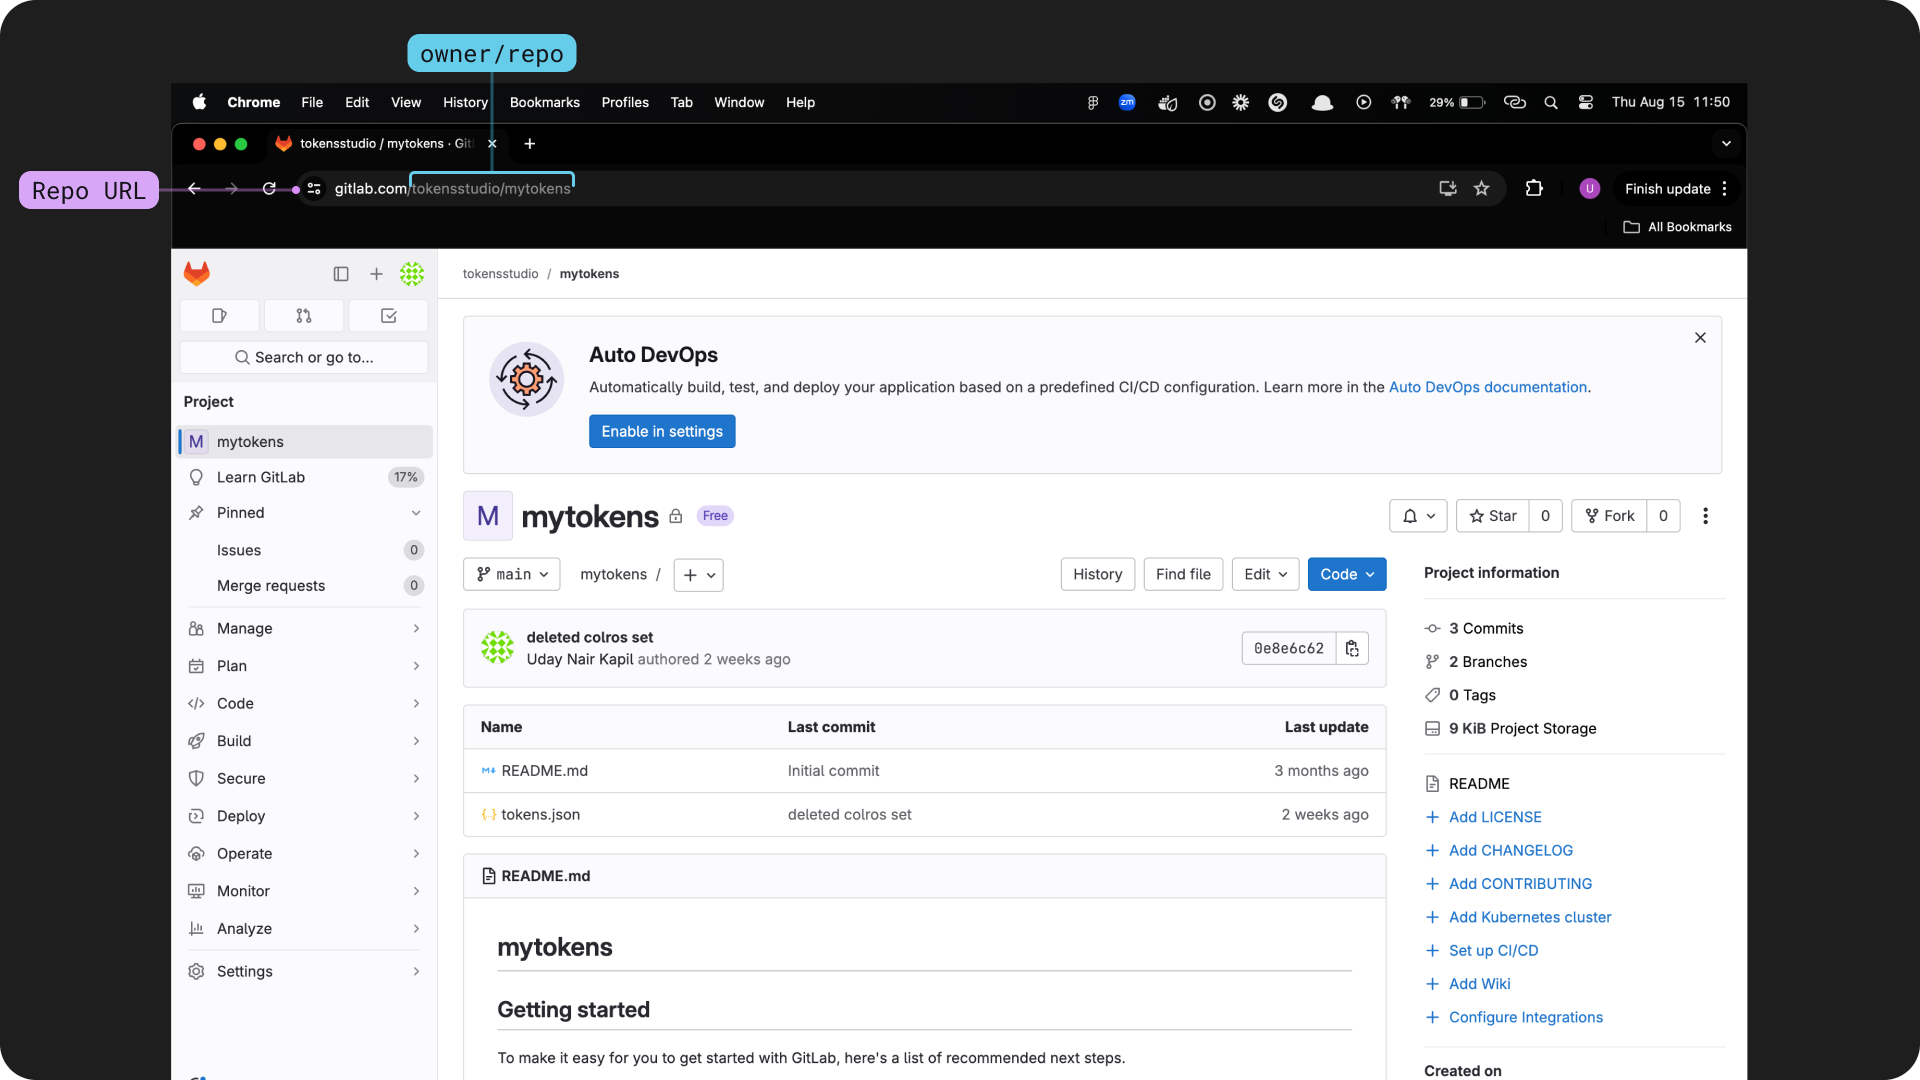 owner/repo
Chrome File Edit View History Bookmarks Profiles Tab Window Help
zm
29%
Thu Aug 15 11:50
tokensstudio / mytokens · Git
Repo URL
gitlab.com/tokensstudio/mytokens
U
Finish update
All Bookmarks
tokensstudio / mytokens
Search or go to...
Project
M mytokens
Learn GitLab 17%
Pinned
Issues 0
Merge requests 0
Manage
Plan
Code
Build
Secure
Deploy
Operate
Monitor
Analyze
Settings
Auto DevOps
Automatically build, test, and deploy your application based on a predefined CI/CD configuration. Learn more in the Auto DevOps documentation.
Enable in settings
M mytokens Free
Star 0
Fork 0
main
mytokens /
History
Find file
Edit
Code
deleted colros set
Uday Nair Kapil authored 2 weeks ago
0e8e6c62
Name Last commit Last update
README.md Initial commit 3 months ago
tokens.json deleted colros set 2 weeks ago
README.md
mytokens
Getting started
To make it easy for you to get started with GitLab, here's a list of recommended next steps.
Project information
3 Commits
2 Branches
0 Tags
9 KiB Project Storage
README
Add LICENSE
Add CHANGELOG
Add CONTRIBUTING
Add Kubernetes cluster
Set up CI/CD
Add Wiki
Configure Integrations
Created on